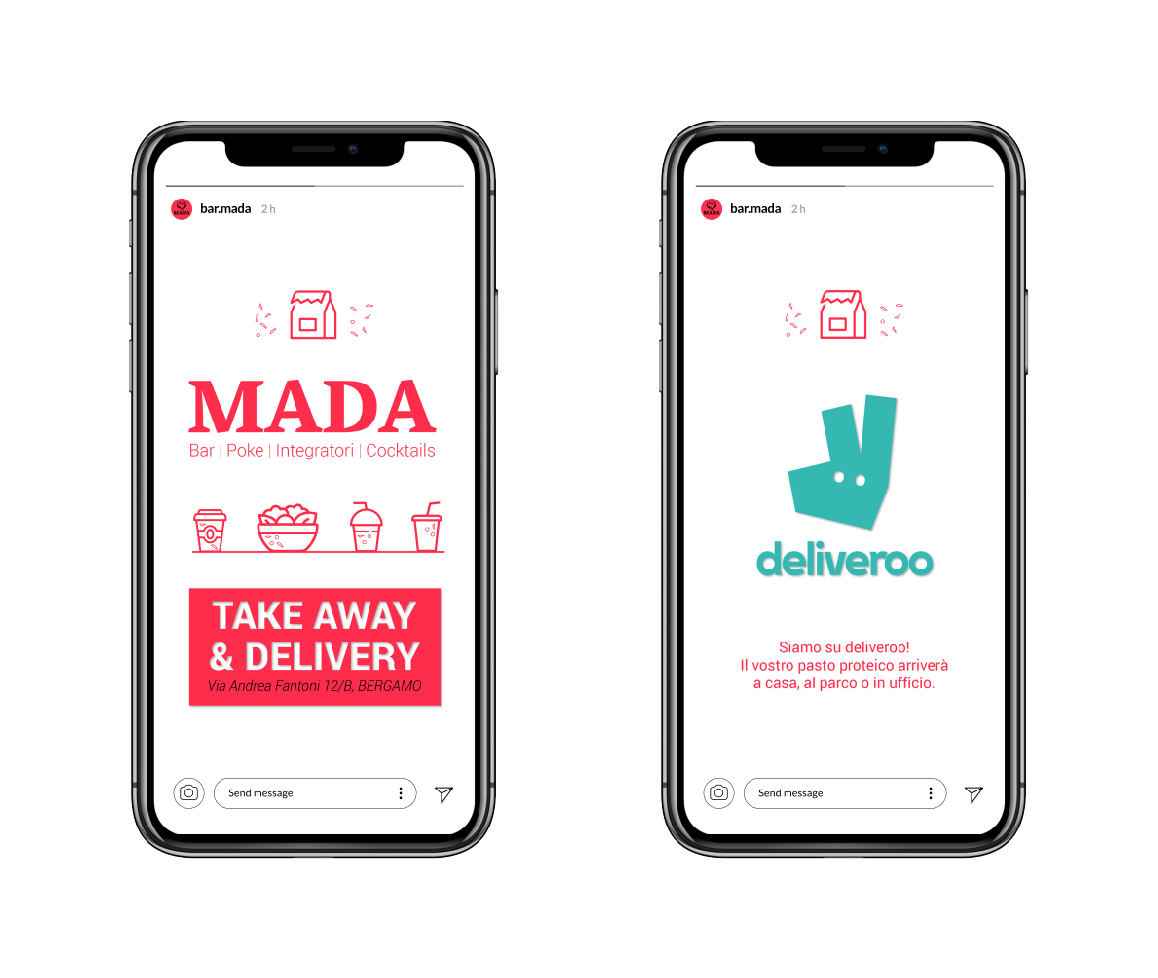 bar.mada 2 h
MADA
Bar | Poke | Integratori | Cocktails
TAKE AWAY
& DELIVERY
Via Andrea Fantoni 12/B, BERGAMO
Send message
bar.mada 2 h
deliveroo
Siamo su deliveroo!
Il vostro pasto proteico arriverà
a casa, al parco o in ufficio.
Send message